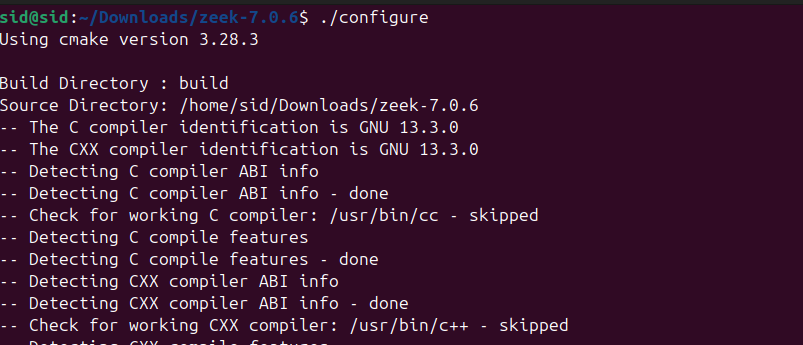 sid@sid:~/Downloads/zeek-7.0.6$ ./configure
Using cmake version 3.28.3
Build Directory : build
Source Directory: /home/sid/Downloads/zeek-7.0.6
-- The C compiler identification is GNU 13.3.0
-- The CXX compiler identification is GNU 13.3.0
-- Detecting C compiler ABI info
-- Detecting C compiler ABI info - done
-- Check for working C compiler: /usr/bin/cc - skipped
-- Detecting C compile features
-- Detecting C compile features - done
-- Detecting CXX compiler ABI info
-- Detecting CXX compiler ABI info - done
-- Check for working CXX compiler: /usr/bin/c++ - skipped
-- Detecting CXX compile features